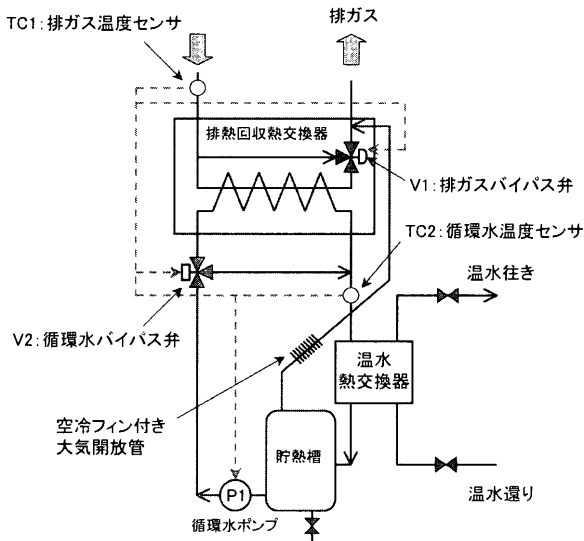 TC1：排ガス温度センサ
排ガス
排熱回収熱交換器
V1：排ガスバイパス弁
TC2：循環水温度センサ
温水往き
V2：循環水バイパス弁
温水
熱交換器
空冷フィン付き
大気開放管
貯熱槽
P1
温水還り
循環水ポンプ